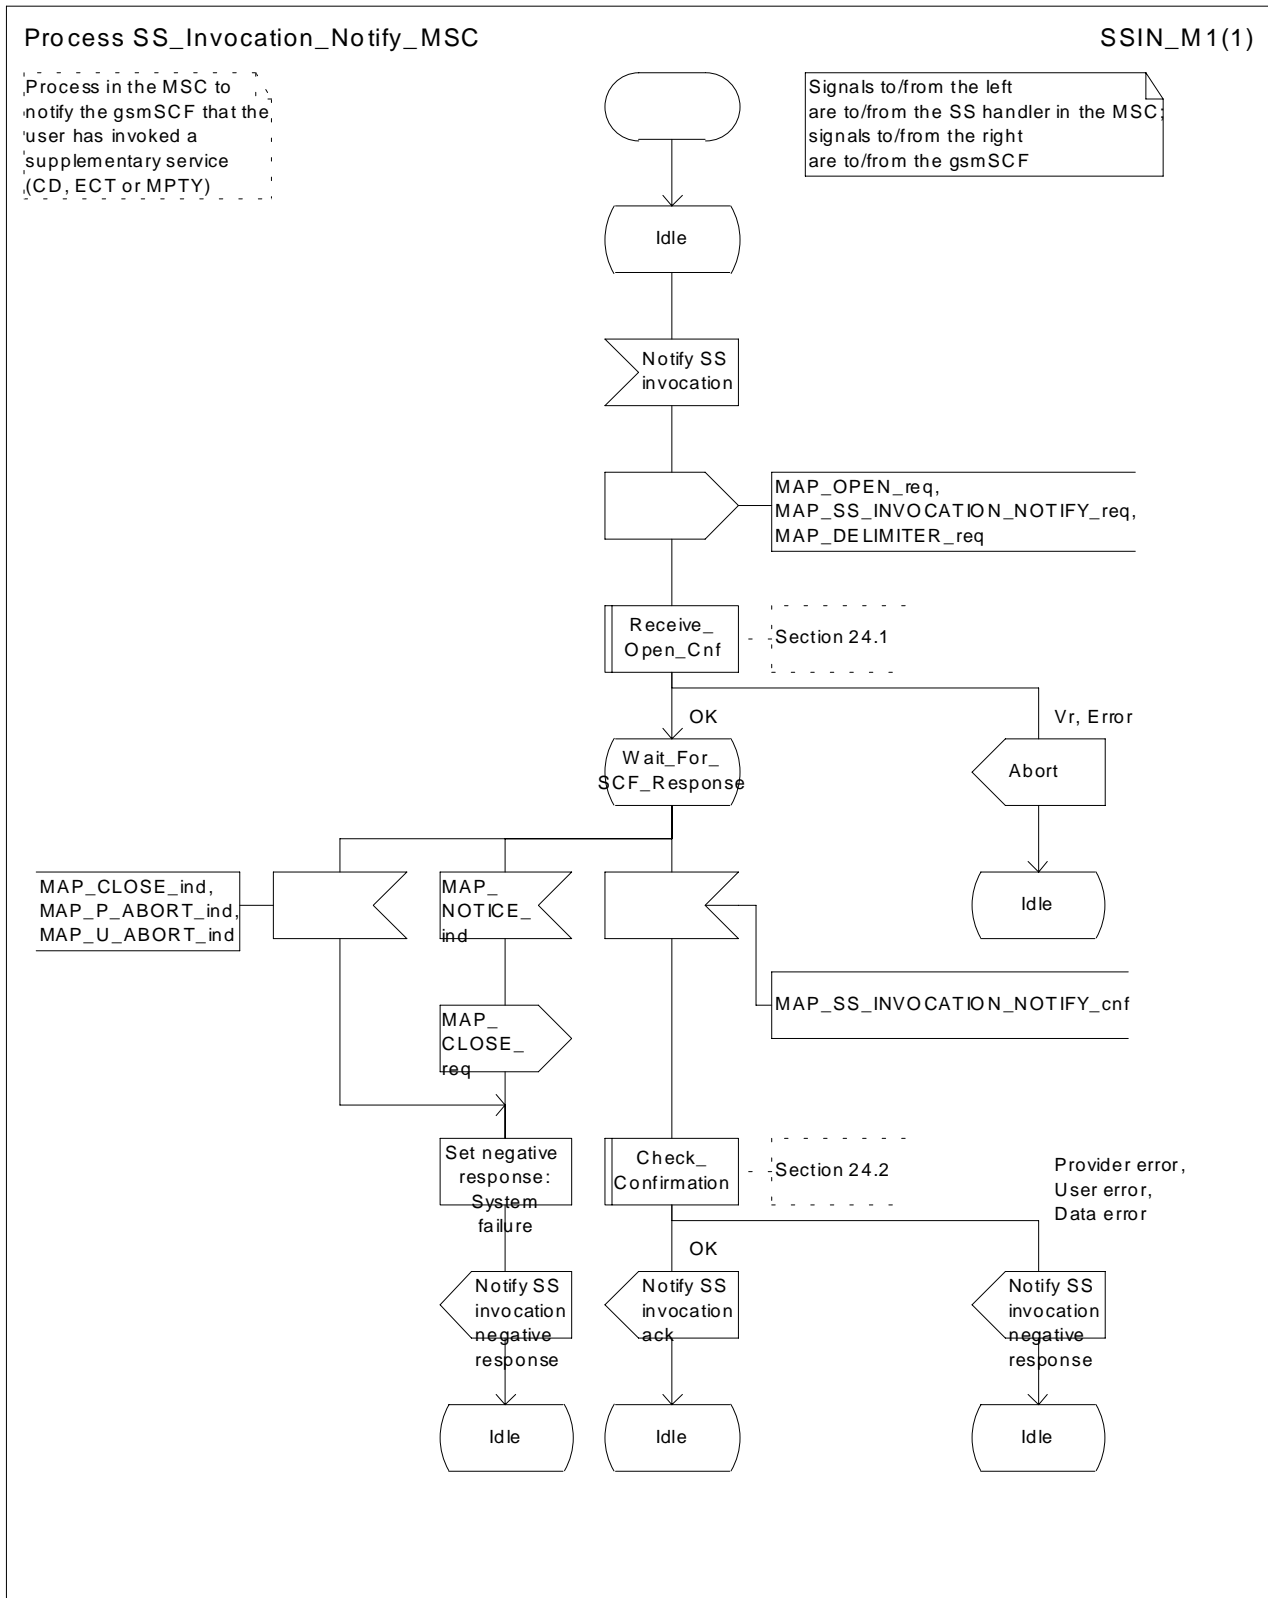 Process SS_Invocation_Notify_MSC
SSIN_M1(1)
Process in the MSC to
notify the gsmSCF that the
user has invoked a
supplementary service
(CD, ECT or MPTY)
Signals to/from the left
are to/from the SS handler in the MSC;
signals to/from the right
are to/from the gsmSCF
Idle
Notify SS
invocation
MAP_OPEN_req,
MAP_SS_INVOCATION_NOTIFY_req,
MAP_DELIMITER_req
Receive_
Open_Cnf
Section 24.1
OK
Vr, Error
Wait_For_
SCF_Response
Abort
MAP_CLOSE_ind,
MAP_P_ABORT_ind,
MAP_U_ABORT_ind
MAP_
NOTICE_
ind
Idle
MAP_SS_INVOCATION_NOTIFY_cnf
MAP_
CLOSE_
req
Set negative
response:
System
failure
Check_
Confirmation
Section 24.2
Provider error,
User error,
Data error
OK
Notify SS
invocation
negative
response
Notify SS
invocation
ack
Notify SS
invocation
negative
response
Idle
Idle
Idle